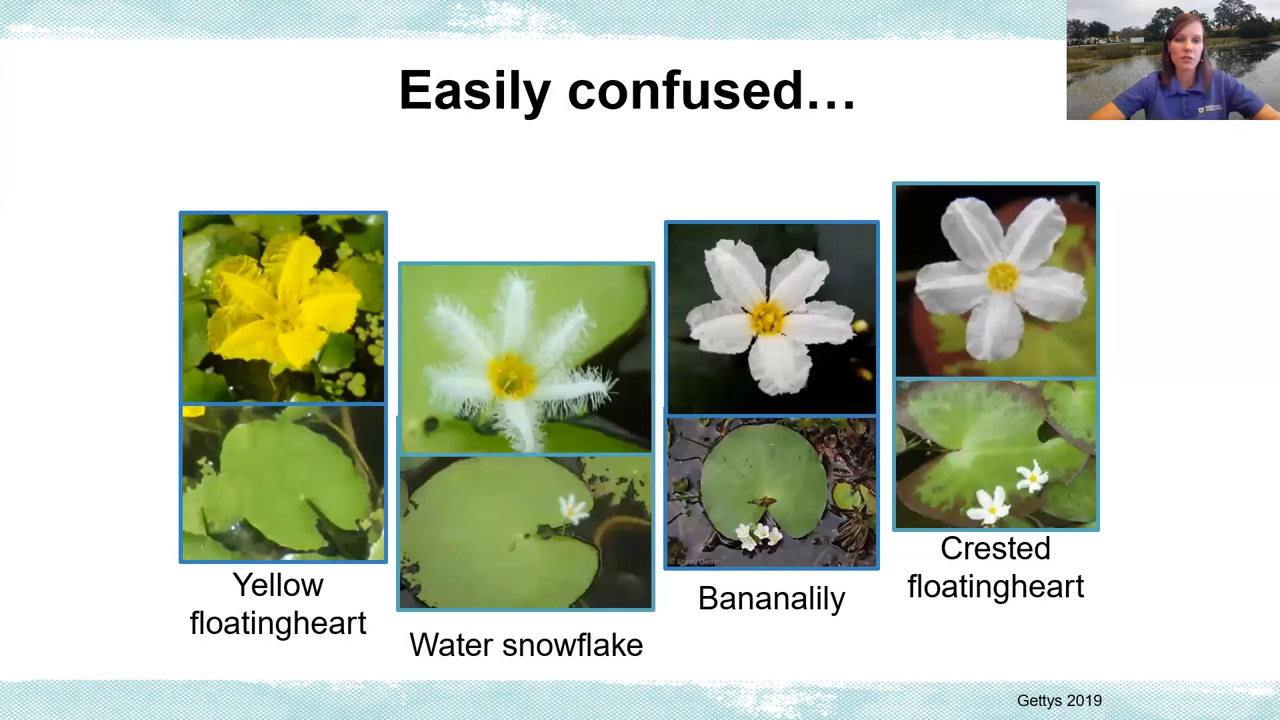 Easily confused…
Yellow
floatingheart
Water snowflake
Bananalily
Crested
floatingheart
Gettys 2019